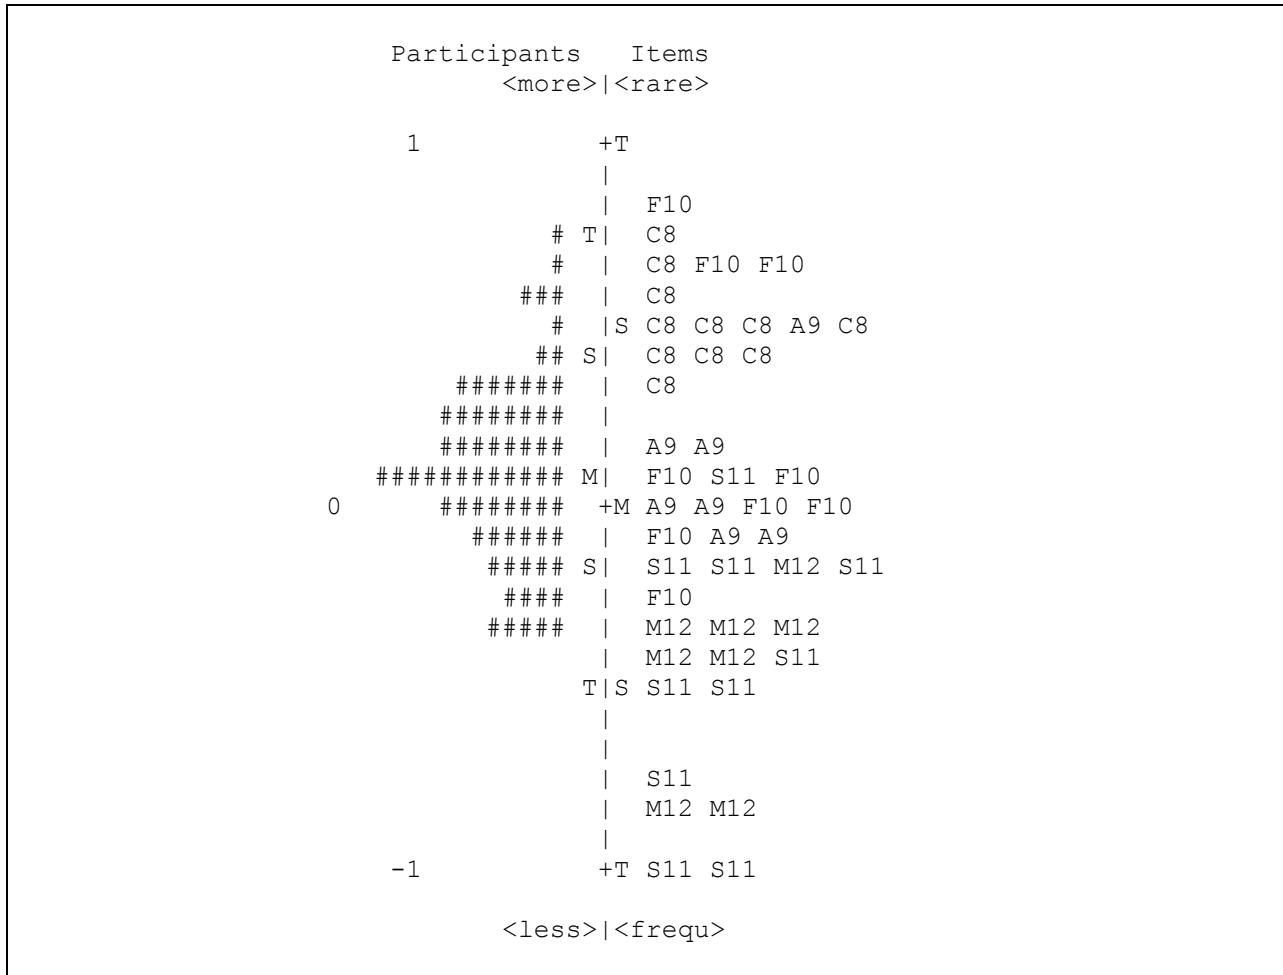 Participants Items
<more>|<rare>
1 +T
|
| F10
# T| C8
# | C8 F10 F10
### | C8
# |S C8 C8 C8 A9 C8
## S| C8 C8 C8
####### | C8
######## |
######## | A9 A9
############ M| F10 S11 F10
0 ######## +M A9 A9 F10 F10
###### | F10 A9 A9
##### S| S11 S11 M12 S11
#### | F10
##### | M12 M12 M12
| M12 M12 S11
T|S S11 S11
|
|
| S11
| M12 M12
|
-1 +T S11 S11
<less>|<frequ>